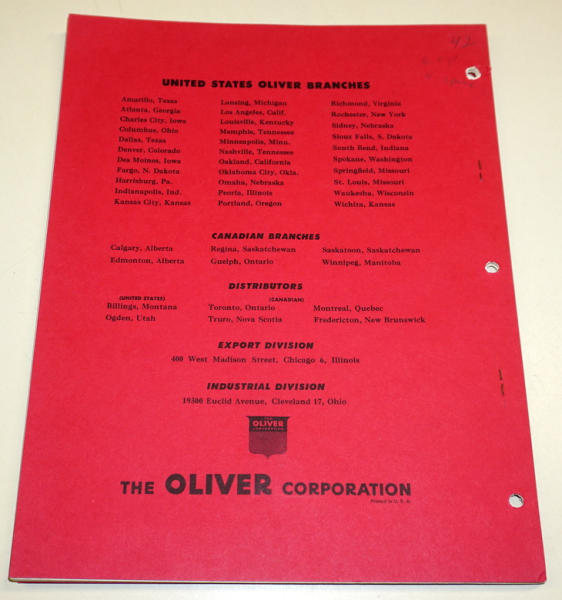 42
UNITED STATES OLIVER BRANCHES
Amarillo, Texas
Atlanta, Georgia
Charles City, Iowa
Columbus, Ohio
Dallas, Texas
Denver, Colorado
Des Moines, Iowa
Fargo, N. Dakota
Harrisburg, Pa.
Indianapolis, Ind.
Kansas City, Kansas
Lansing, Michigan
Los Angeles, Calif.
Louisville, Kentucky
Memphis, Tennessee
Minneapolis, Minn.
Nashville, Tennessee
Oakland, California
Oklahoma City, Okla.
Omaha, Nebraska
Peoria, Illinois
Portland, Oregon
Richmond, Virginia
Rochester, New York
Sidney, Nebraska
Sioux Falls, S. Dakota
South Bend, Indiana
Spokane, Washington
Springfield, Missouri
St. Louis, Missouri
Waukesha, Wisconsin
Wichita, Kansas
CANADIAN BRANCHES
Calgary, Alberta
Edmonton, Alberta
Regina, Saskatchewan
Guelph, Ontario
Saskatoon, Saskatchewan
Winnipeg, Manitoba
DISTRIBUTORS
(UNITED STATES)
Billings, Montana
Ogden, Utah
(CANADIAN)
Toronto, Ontario
Truro, Nova Scotia
Montreal, Quebec
Fredericton, New Brunswick
EXPORT DIVISION
400 West Madison Street, Chicago 6, Illinois
INDUSTRIAL DIVISION
19300 Euclid Avenue, Cleveland 17, Ohio
THE
OLIVER
CORPORATION
THE OLIVER CORPORATION
Printed in U. S. A.